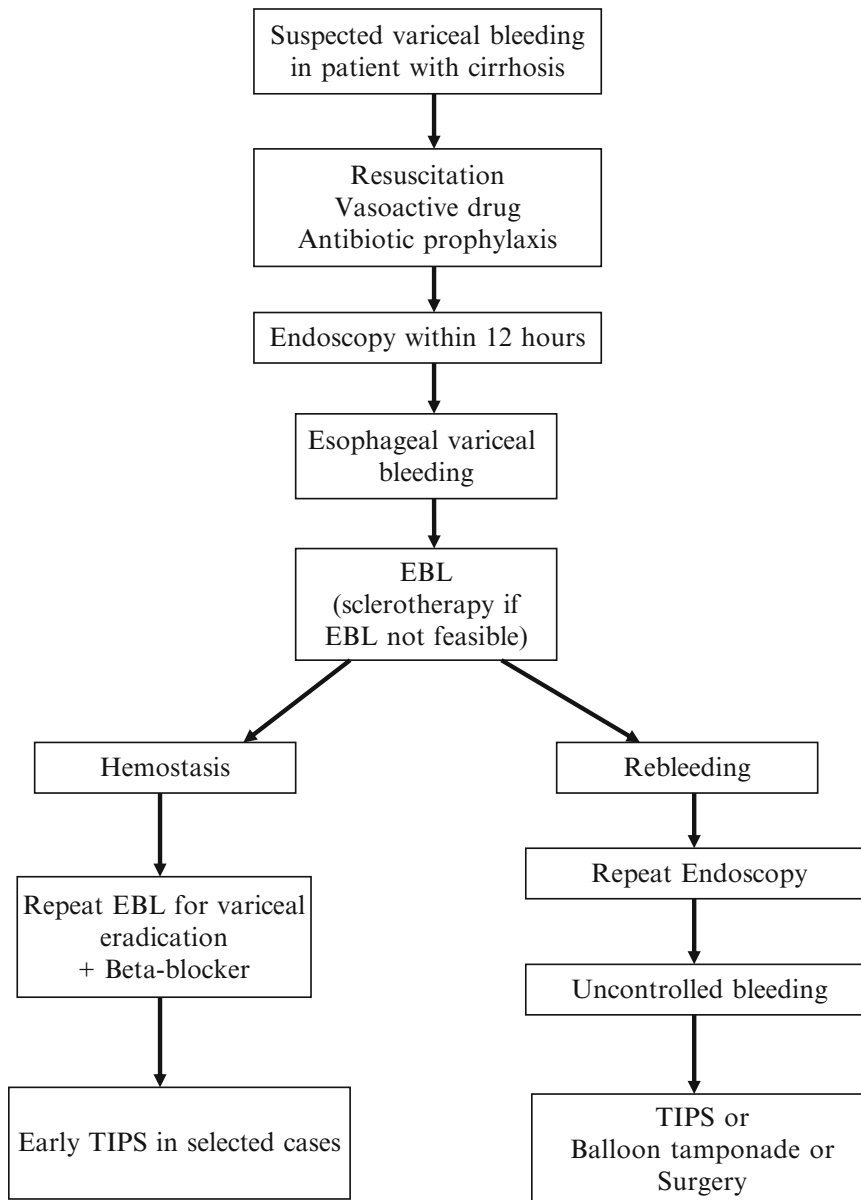 Suspected variceal bleeding
in patient with cirrhosis
Resuscitation
Vasoactive drug
Antibiotic prophylaxis
Endoscopy within 12 hours
Esophageal variceal
bleeding
EBL
(sclerotherapy if
EBL not feasible)
Hemostasis
Repeat EBL for variceal
eradication
+ Beta-blocker
Early TIPS in selected cases
Rebleeding
Repeat Endoscopy
Uncontrolled bleeding
TIPS or
Balloon tamponade or
Surgery